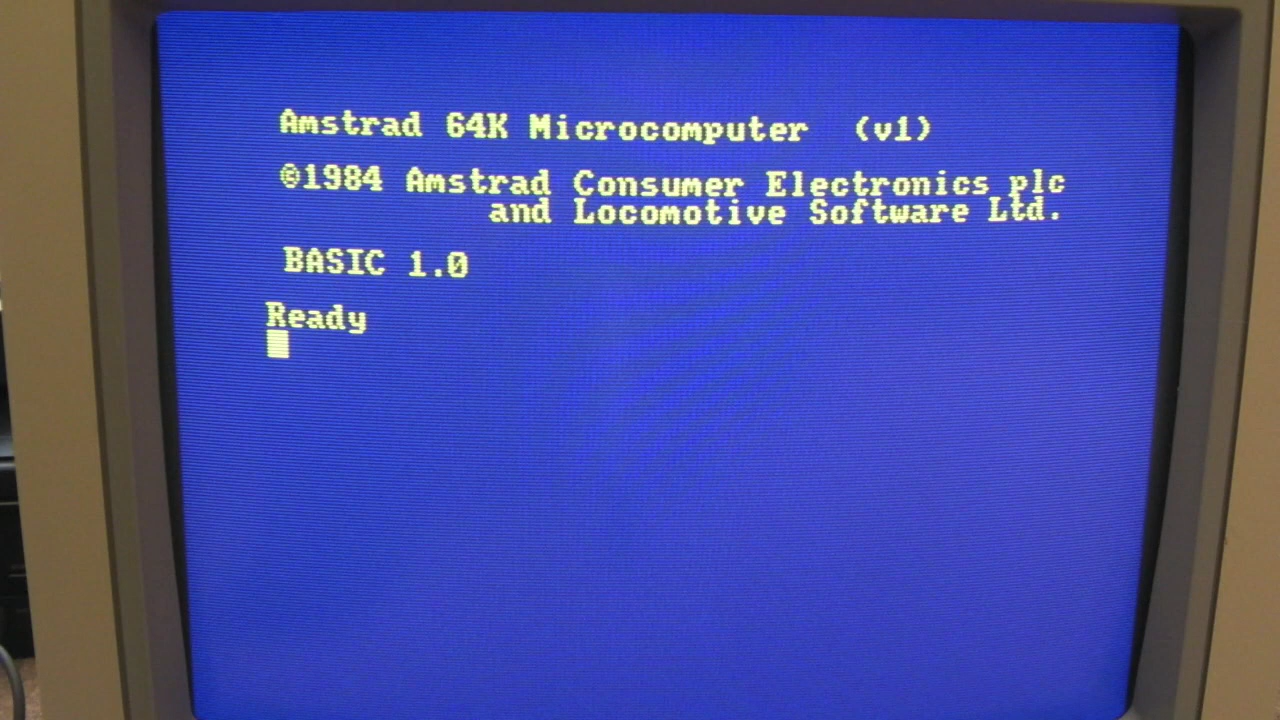 Amstrad 64K Microcomputer (v1)
©1984 Amstrad Consumer Electronics plc
and Locomotive Software Ltd.
BASIC 1.0
Ready